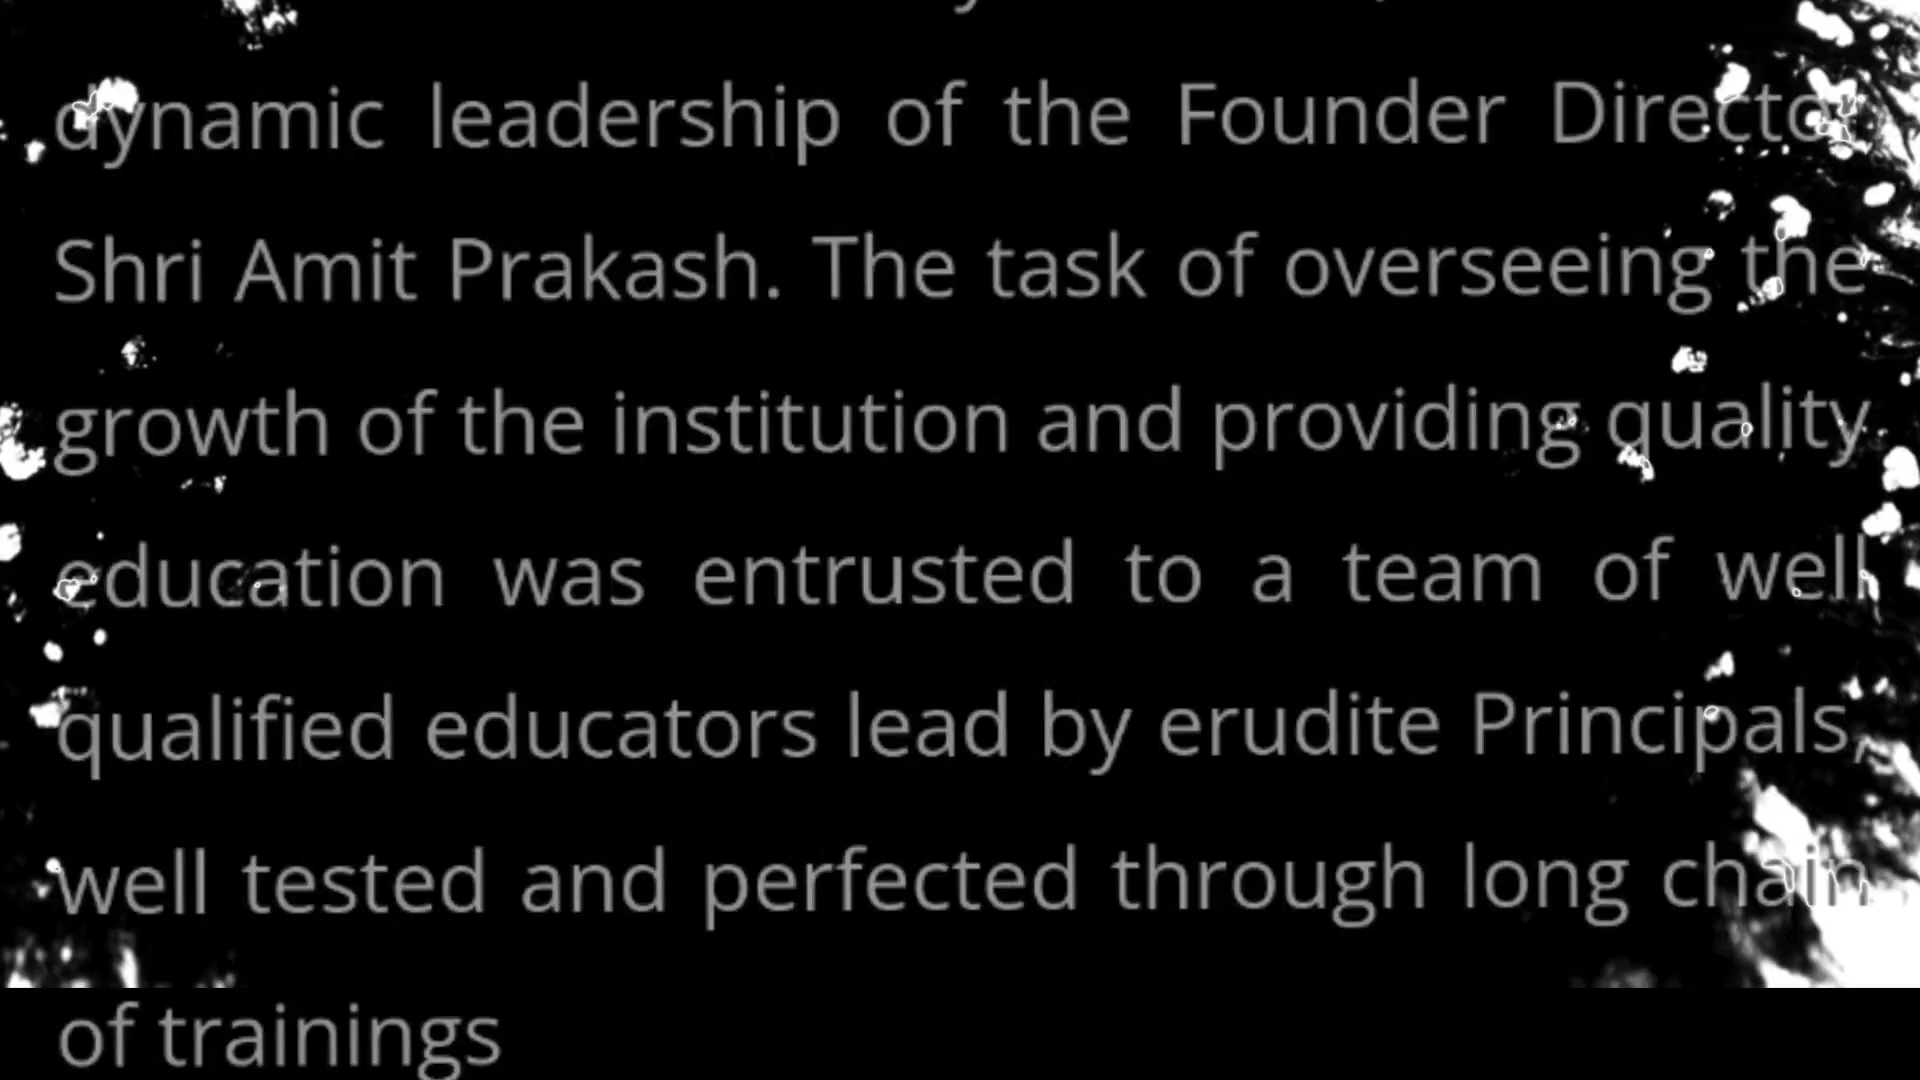 dynamic leadership of the Founder Director
Shri Amit Prakash. The task of overseeing the
growth of the institution and providing quality
education was entrusted to a team of well
qualified educators lead by erudite Principals,
well tested and perfected through long chain
of trainings